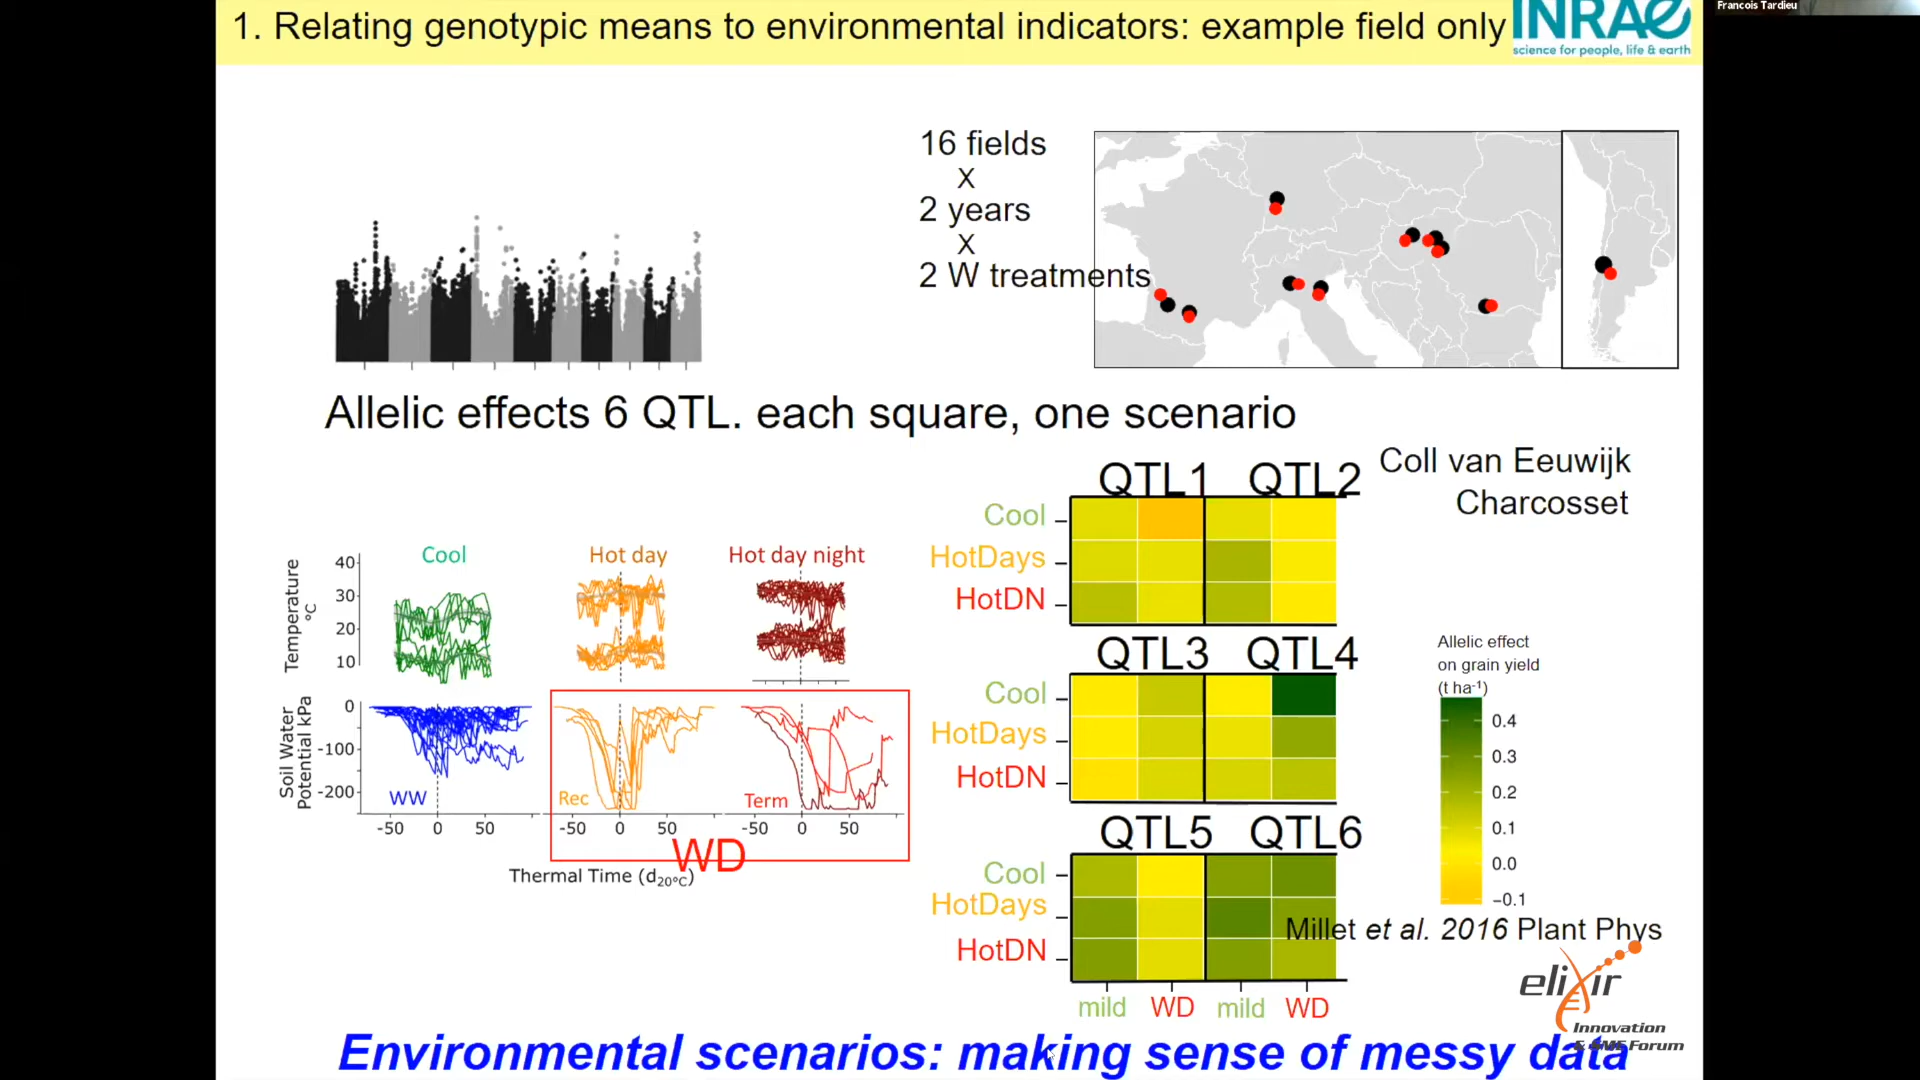 Francois Tardieu
1. Relating genotypic means to environmental indicators: example field only
INRAE
science for people, life & earth
16 fields
X
2 years
X
2 W treatments
Allelic effects 6 QTL. each square, one scenario
Coll van Eeuwijk
Charcosset
QTL1 QTL2
Cool
HotDays
HotDN
QTL3 QTL4
Cool
HotDays
HotDN
QTL5 QTL6
Cool
HotDays
HotDN
mild WD mild WD
Allelic effect
on grain yield
(t ha-1)
0.4
0.3
0.2
0.1
0.0
−0.1
Cool Hot day Hot day night
Temperature
°C
40
30
20
10
Soil Water
Potential kPa
0
-100
-200
WW Rec Term
-50 0 50 -50 0 50 -50 0 50
WD
Thermal Time (d20°C)
Millet et al. 2016 Plant Phys
elixir
Innovation
& SME Forum
Environmental scenarios: making sense of messy data